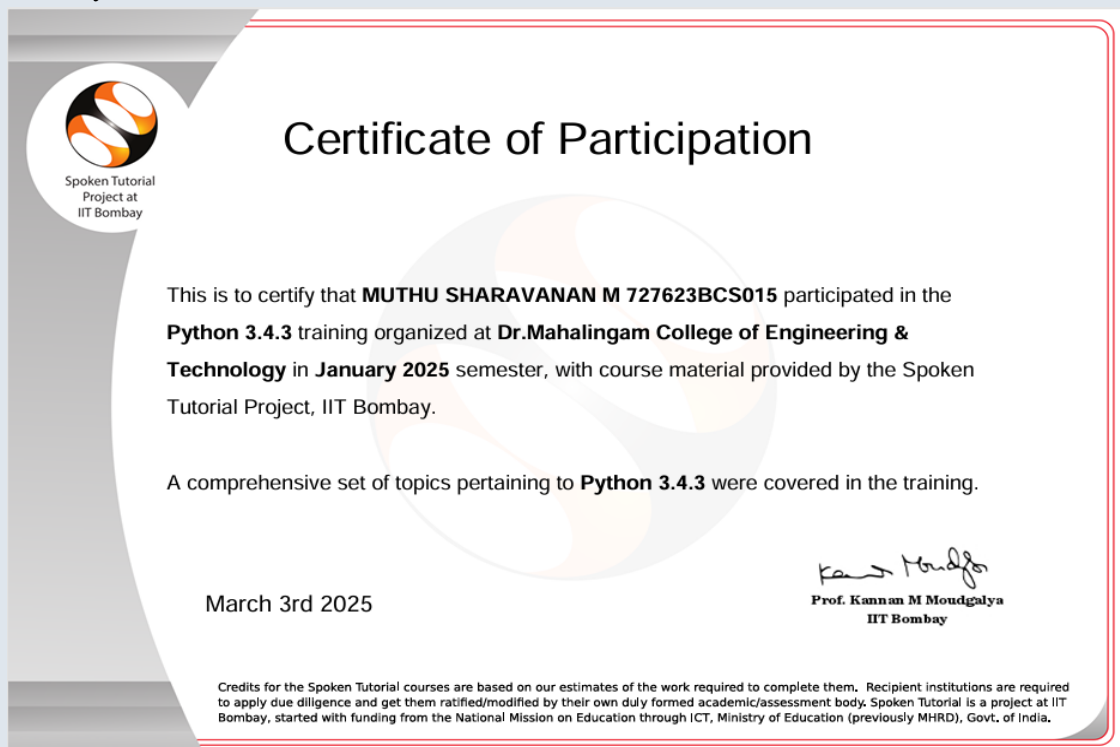 Spoken Tutorial
Project at
IIT Bombay
Certificate of Participation
This is to certify that MUTHU SHARAVANAN M 727623BCS015 participated in the
Python 3.4.3 training organized at Dr.Mahalingam College of Engineering &
Technology in January 2025 semester, with course material provided by the Spoken
Tutorial Project, IIT Bombay.
A comprehensive set of topics pertaining to Python 3.4.3 were covered in the training.
March 3rd 2025
Prof. Kannan M Moudgalya
IIT Bombay
Credits for the Spoken Tutorial courses are based on our estimates of the work required to complete them.  Recipient institutions are required
to apply due diligence and get them ratified/modified by their own duly formed academic/assessment body. Spoken Tutorial is a project at IIT
Bombay, started with funding from the National Mission on Education through ICT, Ministry of Education (previously MHRD), Govt. of India.